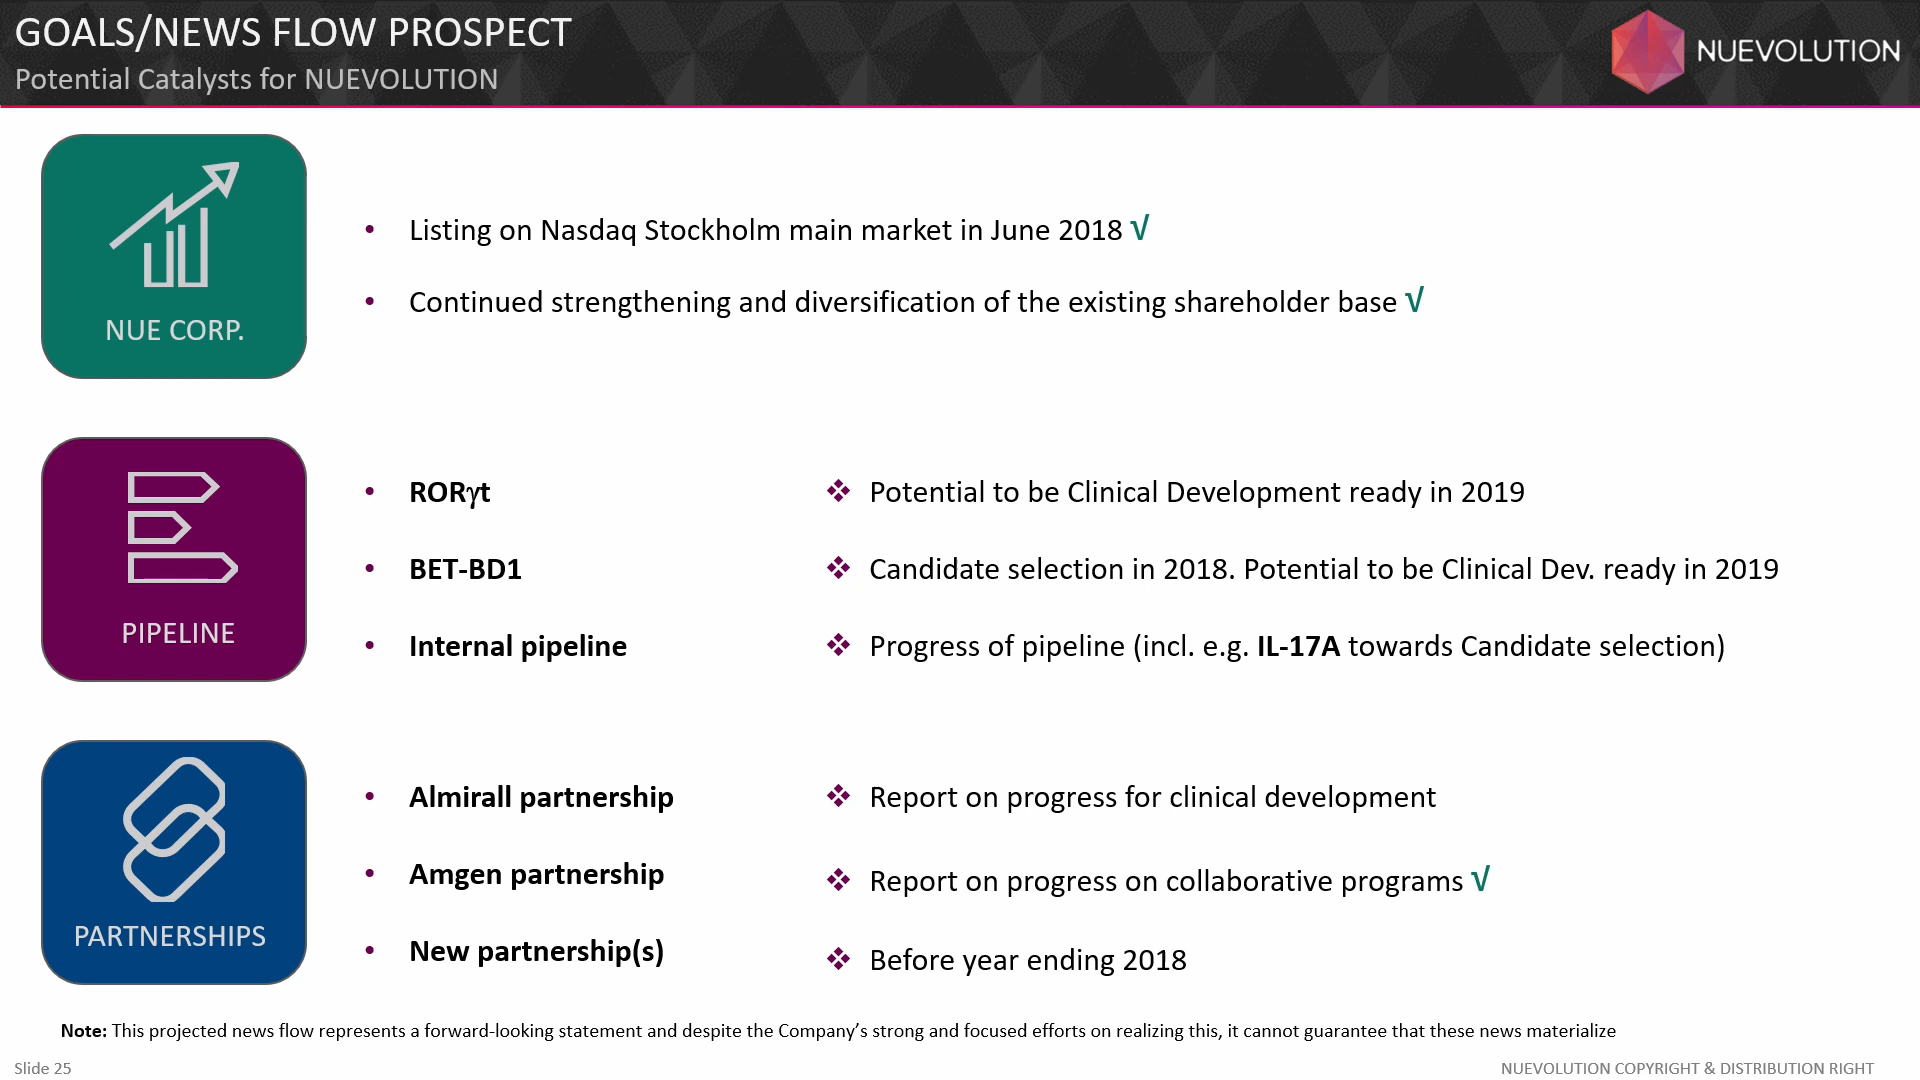 GOALS/NEWS FLOW PROSPECT
Potential Catalysts for NUEVOLUTION
NUEVOLUTION
NUE CORP.
• Listing on Nasdaq Stockholm main market in June 2018 √
• Continued strengthening and diversification of the existing shareholder base √
PIPELINE
• RORγt ❖ Potential to be Clinical Development ready in 2019
• BET-BD1 ❖ Candidate selection in 2018. Potential to be Clinical Dev. ready in 2019
• Internal pipeline ❖ Progress of pipeline (incl. e.g. IL-17A towards Candidate selection)
PARTNERSHIPS
• Almirall partnership ❖ Report on progress for clinical development
• Amgen partnership ❖ Report on progress on collaborative programs √
• New partnership(s) ❖ Before year ending 2018
Note: This projected news flow represents a forward-looking statement and despite the Company’s strong and focused efforts on realizing this, it cannot guarantee that these news materialize
Slide 25
NUEVOLUTION COPYRIGHT & DISTRIBUTION RIGHT